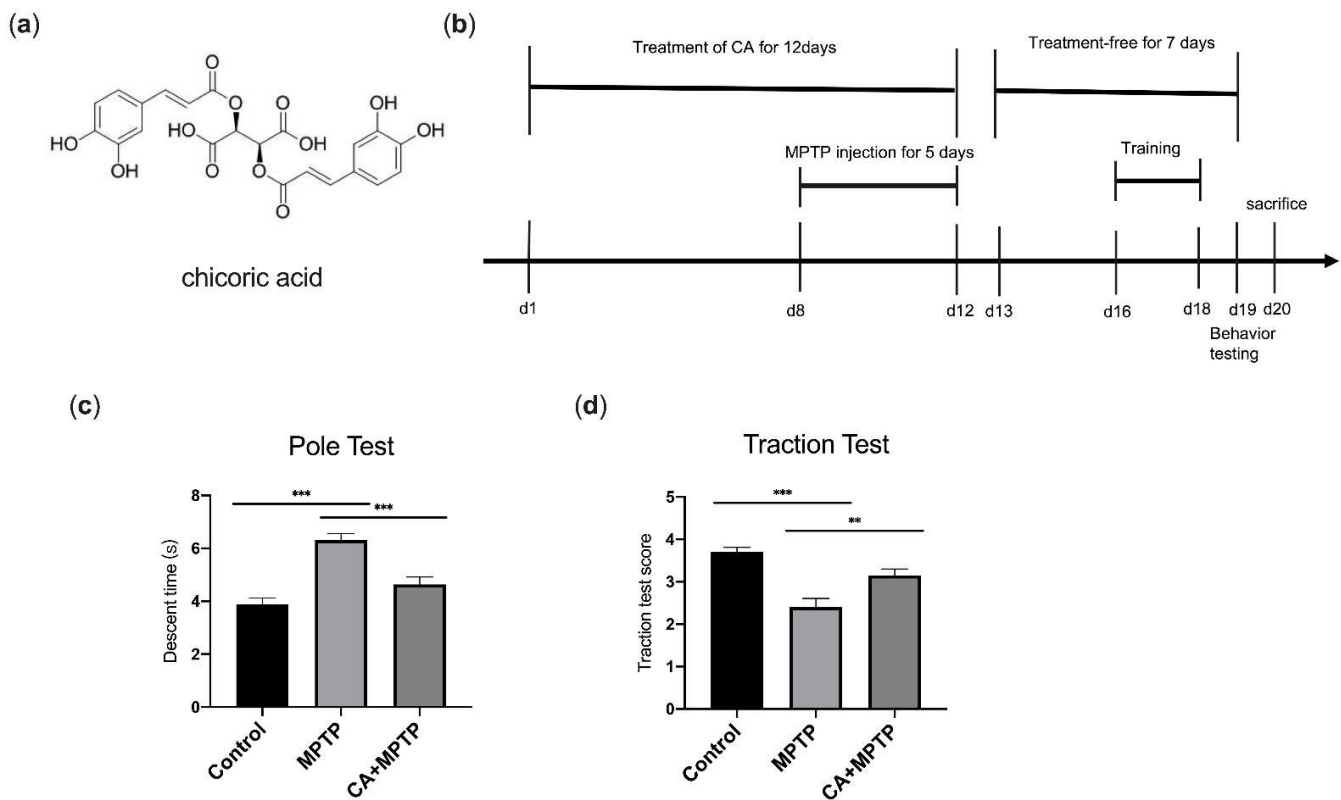 (a)
O
O
O
HO
OH
O
O
O
HO
OH
OH
OH
O
chicoric acid
(b)
Treatment of CA for 12days
Treatment-free for 7 days
MPTP injection for 5 days
Training
sacrifice
d1
d8
d12
d13
d16
d18
d19
d20
Behavior
testing
(c)
Pole Test
Descent time (s)
8
6
4
2
0
***
***
Control
MPTP
CA+MPTP
(d)
Traction Test
Traction test score
5
4
3
2
1
0
***
**
Control
MPTP
CA+MPTP